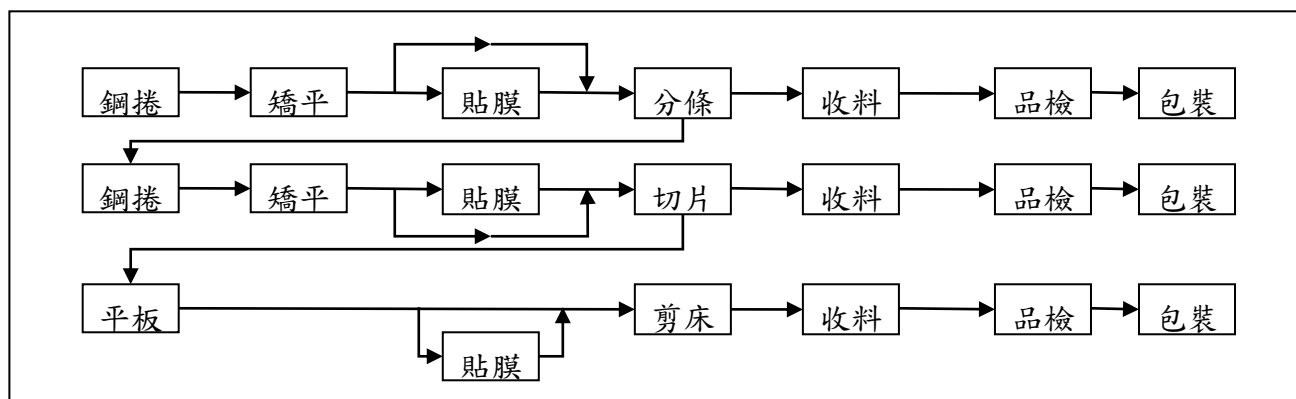 鋼捲 矯平 貼膜 分條 收料 品檢 包裝
鋼捲 矯平 貼膜 切片 收料 品檢 包裝
平板 剪床 收料 品檢 包裝
貼膜